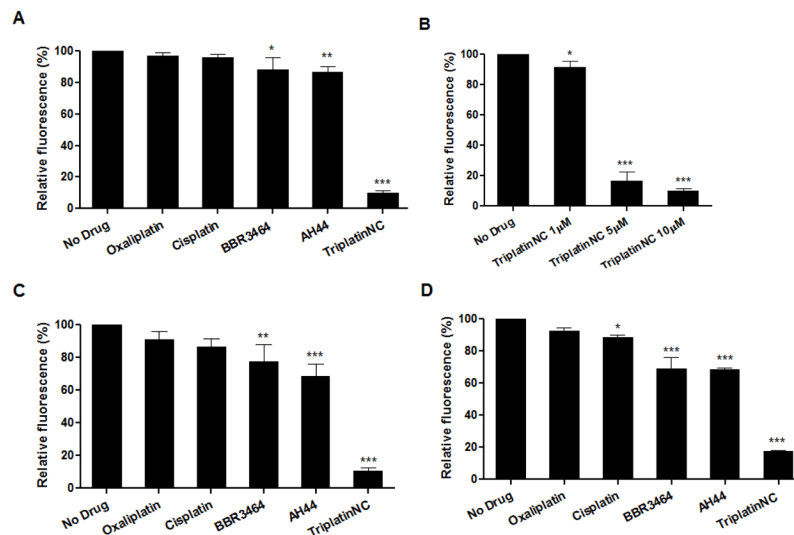 A
Relative fluorescence (%)
100
80
60
40
20
0
*
**
***
No Drug
Oxaliplatin
Cisplatin
BBR3464
AH44
TriplatinNC
B
Relative fluorescence (%)
100
80
60
40
20
0
*
***
***
No Drug
TriplatinNC 1µM
TriplatinNC 5µM
TriplatinNC 10µM
C
Relative fluorescence (%)
100
80
60
40
20
0
**
***
***
No Drug
Oxaliplatin
Cisplatin
BBR3464
AH44
TriplatinNC
D
Relative fluorescence (%)
100
80
60
40
20
0
*
***
***
***
No Drug
Oxaliplatin
Cisplatin
BBR3464
AH44
TriplatinNC